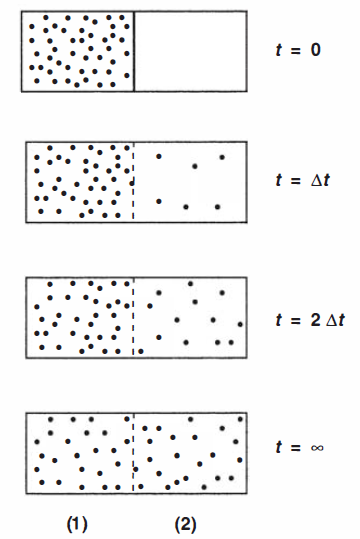 t = 0
t = Δt
t = 2 Δt
t = ∞
(1) (2)